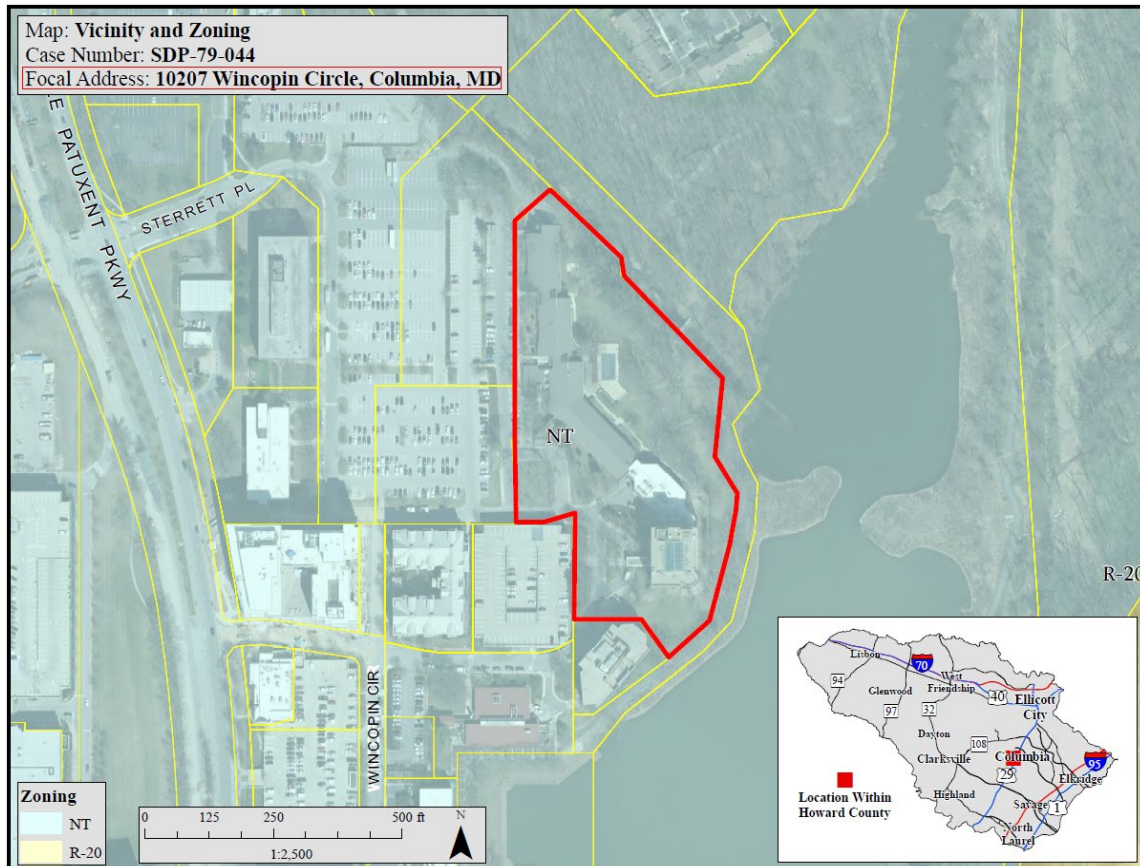 Map: Vicinity and Zoning
Case Number: SDP-79-044
Focal Address: 10207 Wincopin Circle, Columbia, MD
E PATUXENT PKWY
STERRETT PL
NT
R-20
WINCOPIN CIR
Zoning
NT
R-20
0 125 250 500 ft
1:2,500
N
Lisbon
70
94
West
Friendship
Glenwood
97
32
40
Ellicott
City
Dayton
108
Clarksville
Columbia
29
95
Elkridge
Highland
Savage
1
North
Laurel
Location Within
Howard County